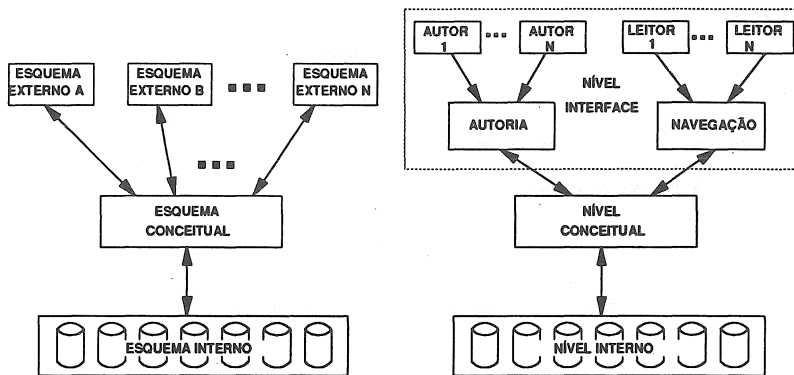 ESQUEMA
EXTERNO A
ESQUEMA
EXTERNO B
ESQUEMA
EXTERNO N
ESQUEMA
CONCEITUAL
ESQUEMA INTERNO
AUTOR
1
AUTOR
N
LEITOR
1
LEITOR
N
NÍVEL
INTERFACE
AUTORIA
NAVEGAÇÃO
NÍVEL
CONCEITUAL
NÍVEL INTERNO